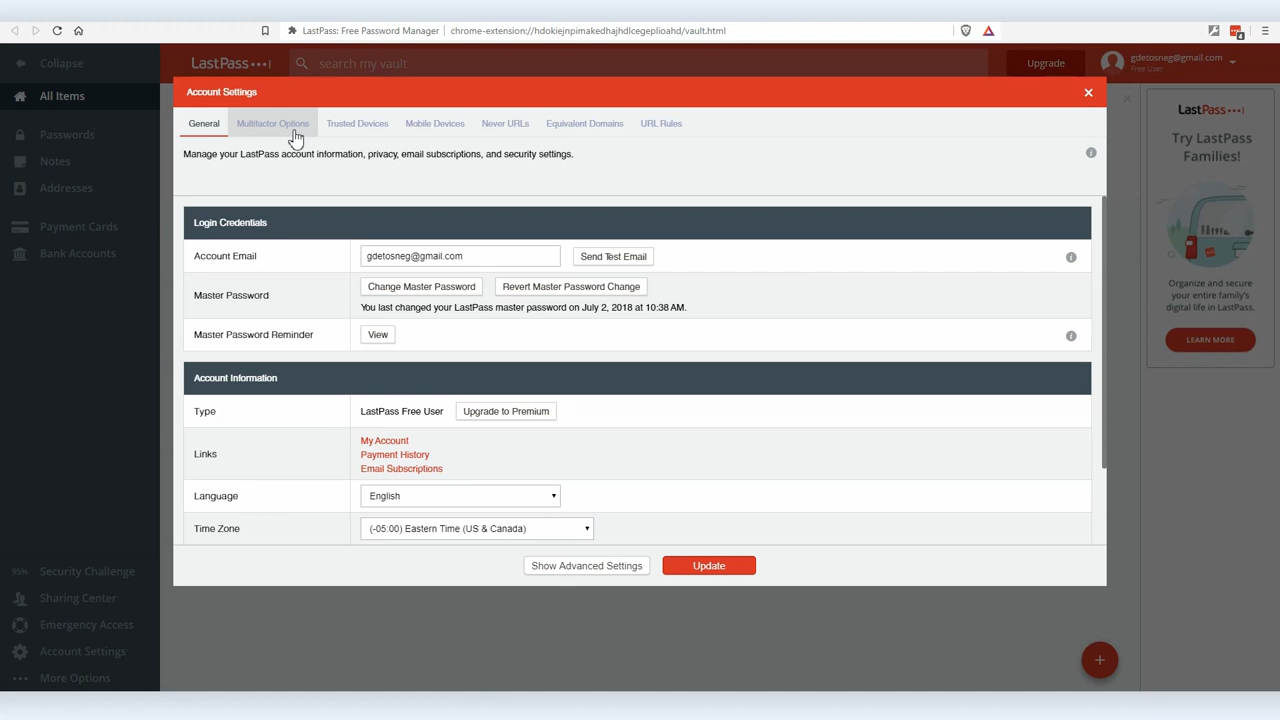 LastPass: Free Password Manager | chrome-extension://hdokiejnpimakedhajhdlcegeplioahd/vault.html
4
Collapse
LastPass
search my vault
Upgrade
gdetosneg@gmail.com
Free User
All Items
Passwords
Notes
Addresses
Payment Cards
Bank Accounts
95% Security Challenge
Sharing Center
Emergency Access
Account Settings
More Options
Account Settings
General
Multifactor Options
Trusted Devices
Mobile Devices
Never URLs
Equivalent Domains
URL Rules
Manage your LastPass account information, privacy, email subscriptions, and security settings.
Login Credentials
Account Email
gdetosneg@gmail.com
Send Test Email
Master Password
Change Master Password
Revert Master Password Change
You last changed your LastPass master password on July 2, 2018 at 10:38 AM.
Master Password Reminder
View
Account Information
Type
LastPass Free User
Upgrade to Premium
Links
My Account
Payment History
Email Subscriptions
Language
English
Time Zone
(-05:00) Eastern Time (US & Canada)
Show Advanced Settings
Update
LastPass
Try LastPass
Families!
Organize and secure
your entire family's
digital life in LastPass.
LEARN MORE